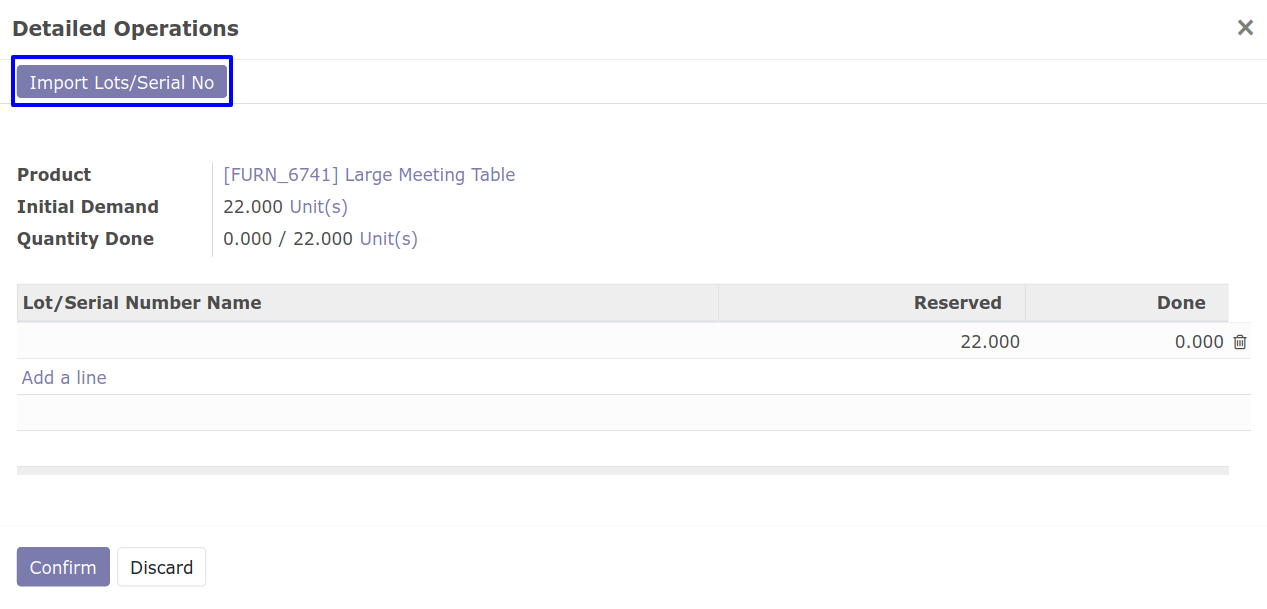 Detailed Operations
Import Lots/Serial No
Product [FURN_6741] Large Meeting Table
Initial Demand 22.000 Unit(s)
Quantity Done 0.000 / 22.000 Unit(s)
Lot/Serial Number Name Reserved Done
22.000 0.000
Add a line
Confirm Discard